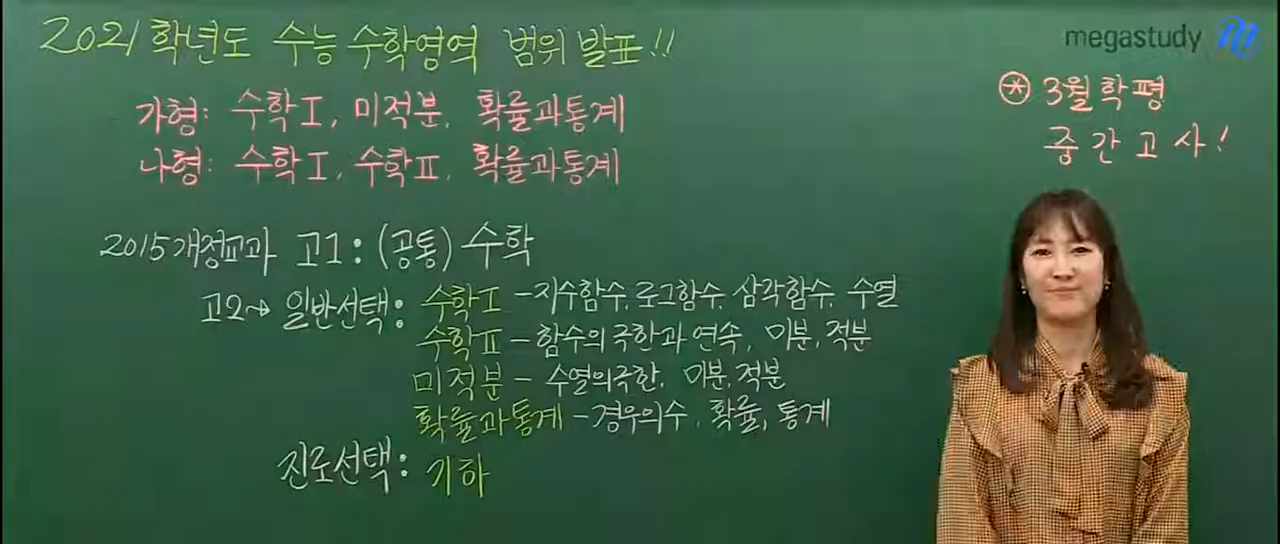 2021학년도 수능 수학영역 범위 발표!!
megastudy
가형: 수학Ⅰ, 미적분, 확률과통계
나형: 수학Ⅰ, 수학Ⅱ, 확률과통계
※ 3월학평
중간고사!
2015개정교과 고1: (공통) 수학
고2→ 일반선택: 수학Ⅰ - 지수함수, 로그함수, 삼각함수, 수열
수학Ⅱ - 함수의 극한과 연속, 미분, 적분
미적분 - 수열의극한, 미분, 적분
확률과통계 - 경우의수, 확률, 통계
진로선택: 기하